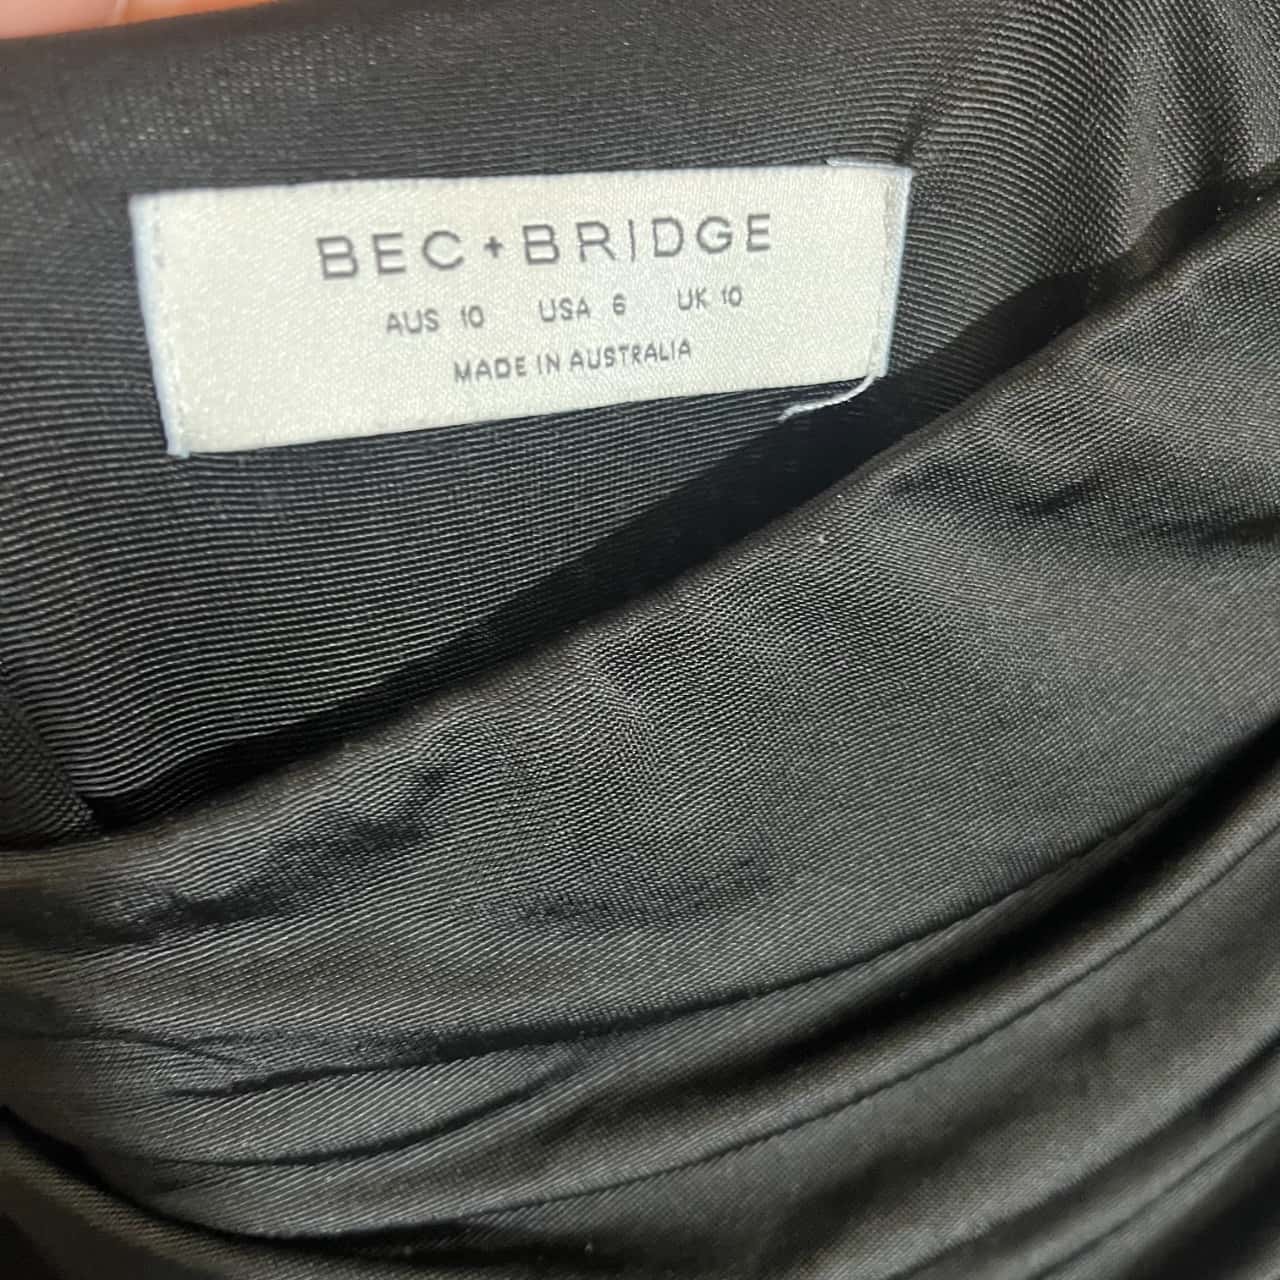 BEC + BRIDGE
AUS 10 USA 6 UK 10
MADE IN AUSTRALIA